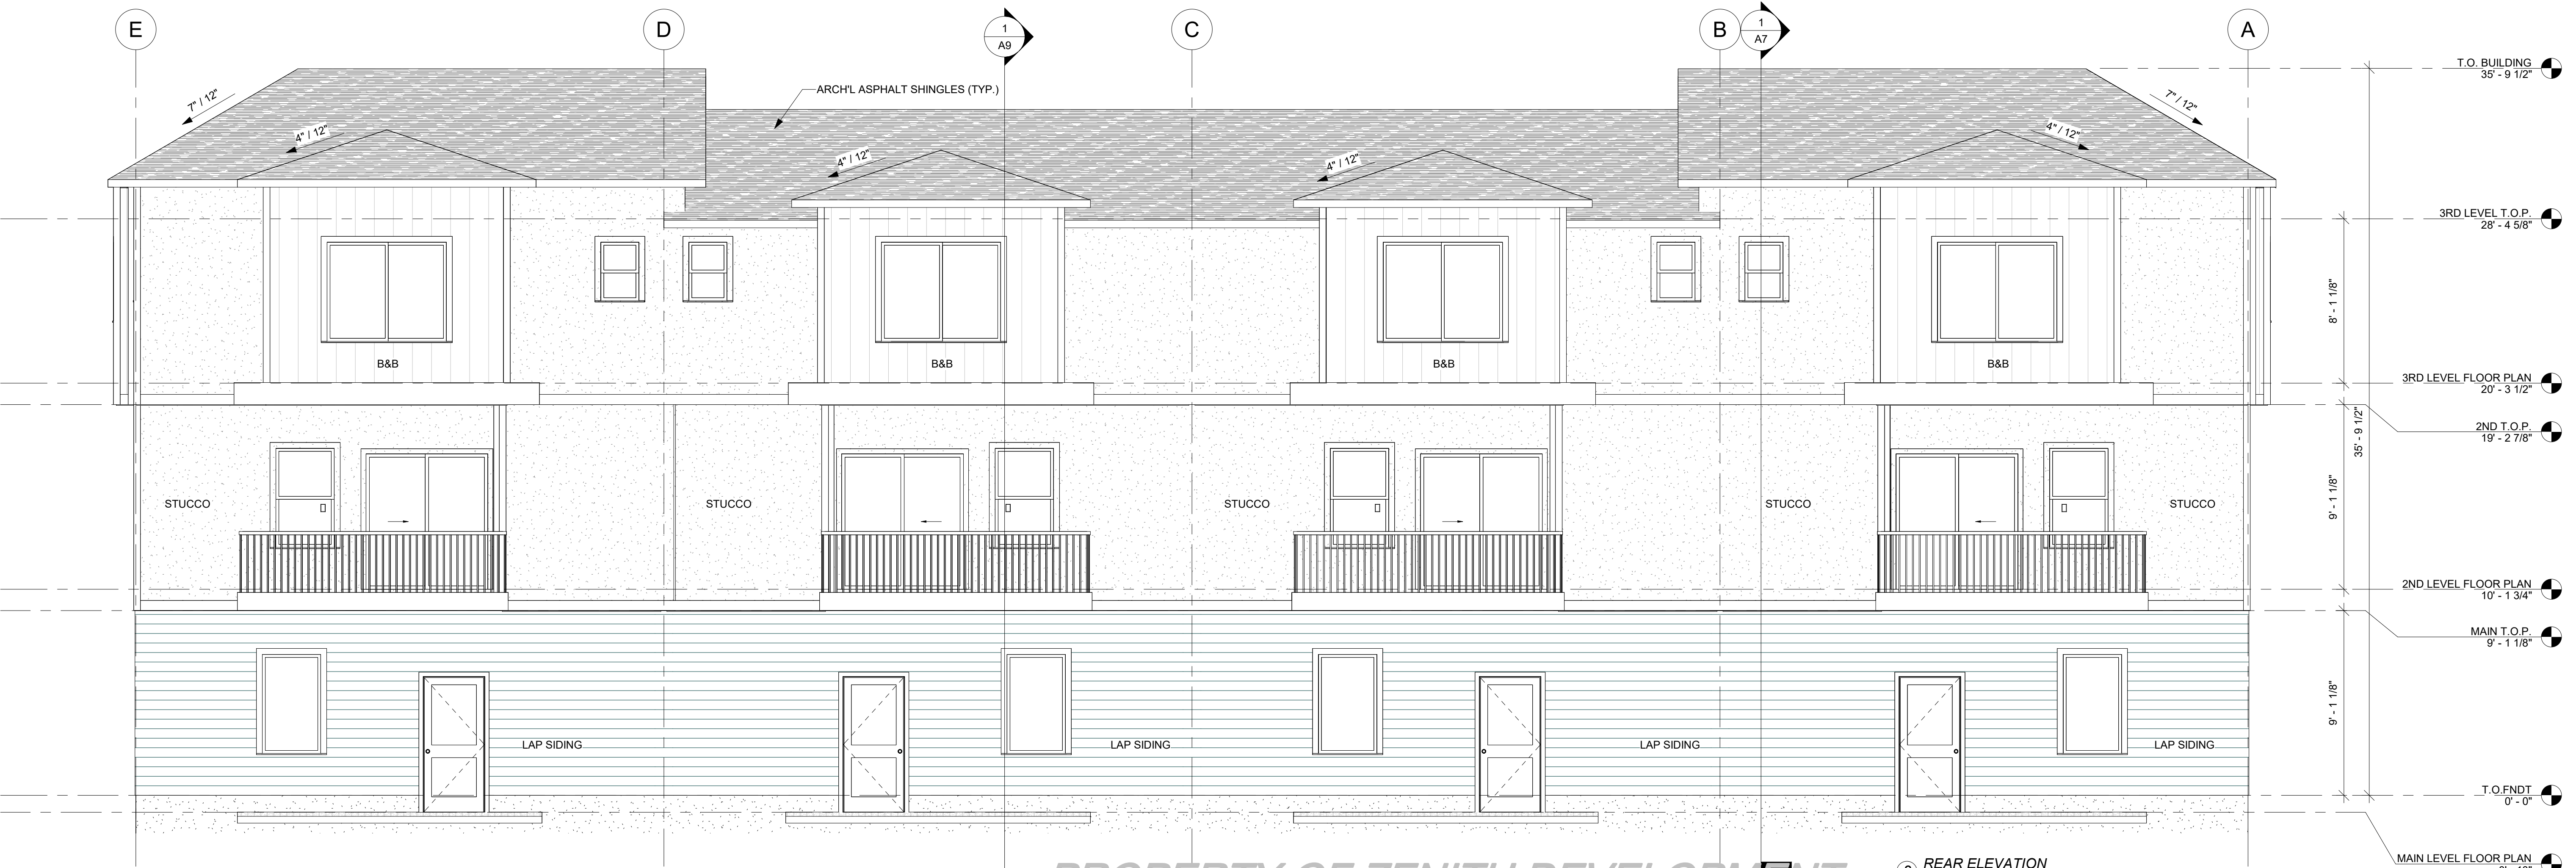 E
D
1
A9
C
B
1
A7
A
T.O. BUILDING
35' - 9 1/2"
7" / 12"
4" / 12"
ARCH'L ASPHALT SHINGLES (TYP.)
4" / 12"
4" / 12"
4" / 12"
7" / 12"
3RD LEVEL T.O.P.
28' - 4 5/8"
8' - 1 1/8"
B&B
B&B
B&B
B&B
3RD LEVEL FLOOR PLAN
20' - 3 1/2"
35' - 9 1/2"
2ND T.O.P.
19' - 2 7/8"
9' - 1 1/8"
STUCCO
STUCCO
STUCCO
STUCCO
STUCCO
2ND LEVEL FLOOR PLAN
10' - 1 3/4"
MAIN T.O.P.
9' - 1 1/8"
9' - 1 1/8"
LAP SIDING
LAP SIDING
LAP SIDING
LAP SIDING
T.O.FNDT
0' - 0"
PROPERTY OF ZENITH DEVELOPMENT
REAR ELEVATION
MAIN LEVEL FLOOR PLAN